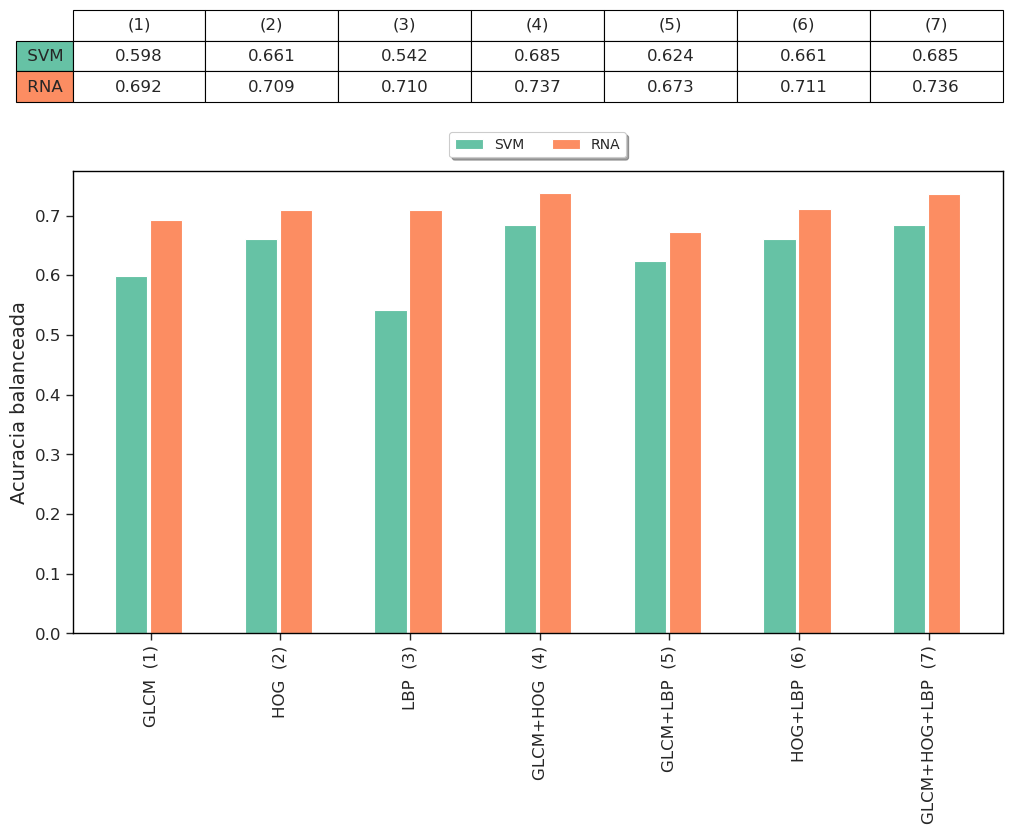 (1) (2) (3) (4) (5) (6) (7)
SVM 0.598 0.661 0.542 0.685 0.624 0.661 0.685
RNA 0.692 0.709 0.710 0.737 0.673 0.711 0.736
SVM RNA
Acuracia balanceada
0.7
0.6
0.5
0.4
0.3
0.2
0.1
0.0
GLCM (1)
HOG (2)
LBP (3)
GLCM+HOG (4)
GLCM+LBP (5)
HOG+LBP (6)
GLCM+HOG+LBP (7)